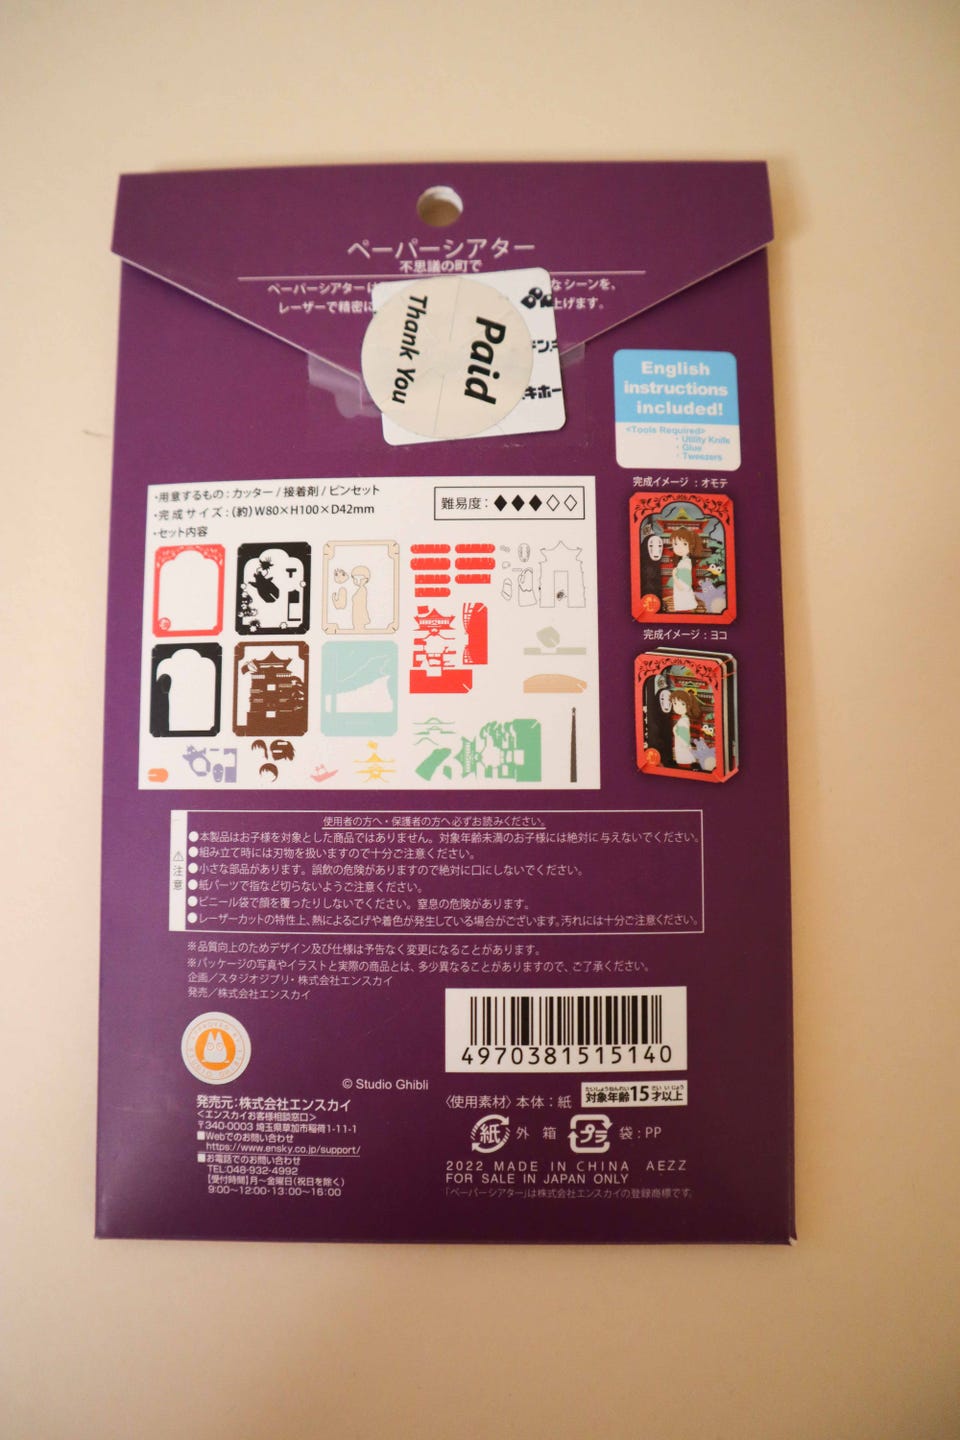 ペーパーシアター
不思議の町で
ペーパーシアターは なシーンを、
レーザーで精密に 上げます。
Paid
Thank You
ン.キ
キホー
English
instructions
included!
<Tools Required>
・Utility Knife
・Glue
・Tweezers
・用意するもの:カッター/接着剤/ピンセット
・完成サイズ:(約)W80×H100×D42mm
・セット内容
難易度:♦♦♦♢♢
完成イメージ:オモテ
完成イメージ:ヨコ
使用者の方へ・保護者の方へ必ずお読みください。
⚠注意
●本製品はお子様を対象とした商品ではありません。対象年齢未満のお子様には絶対に与えないでください。
●組み立て時には刃物を扱いますので十分ご注意ください。
●小さな部品があります。誤飲の危険がありますので絶対に口にしないでください。
●紙パーツで指など切らないようご注意ください。
●ビニール袋で顔を覆ったりしないでください。窒息の危険があります。
●レーザーカットの特性上、熱によるこげや着色が発生している場合がございます。汚れには十分ご注意ください。
※品質向上のためデザイン及び仕様は予告なく変更になることがあります。
※パッケージの写真やイラストと実際の商品とは、多少異なることがありますので、ご了承ください。
企画/スタジオジブリ・株式会社エンスカイ
発売/株式会社エンスカイ
4970381515140
© Studio Ghibli
発売元:株式会社エンスカイ
<エンスカイお客様相談窓口>
〒340-0003 埼玉県草加市稲荷1-11-1
■Webでのお問い合わせ
https://www.ensky.co.jp/support/
■お電話でのお問い合わせ
TEL:048-932-4992
【受付時間】月～金曜日(祝日を除く)
9:00～12:00・13:00～16:00
〈使用素材〉本体:紙
たいしょうねんれい さいいじょう
対象年齢15才以上
紙 外箱 プラ 袋:PP
2022 MADE IN CHINA AEZZ
FOR SALE IN JAPAN ONLY
「ペーパーシアター」は株式会社エンスカイの登録商標です。